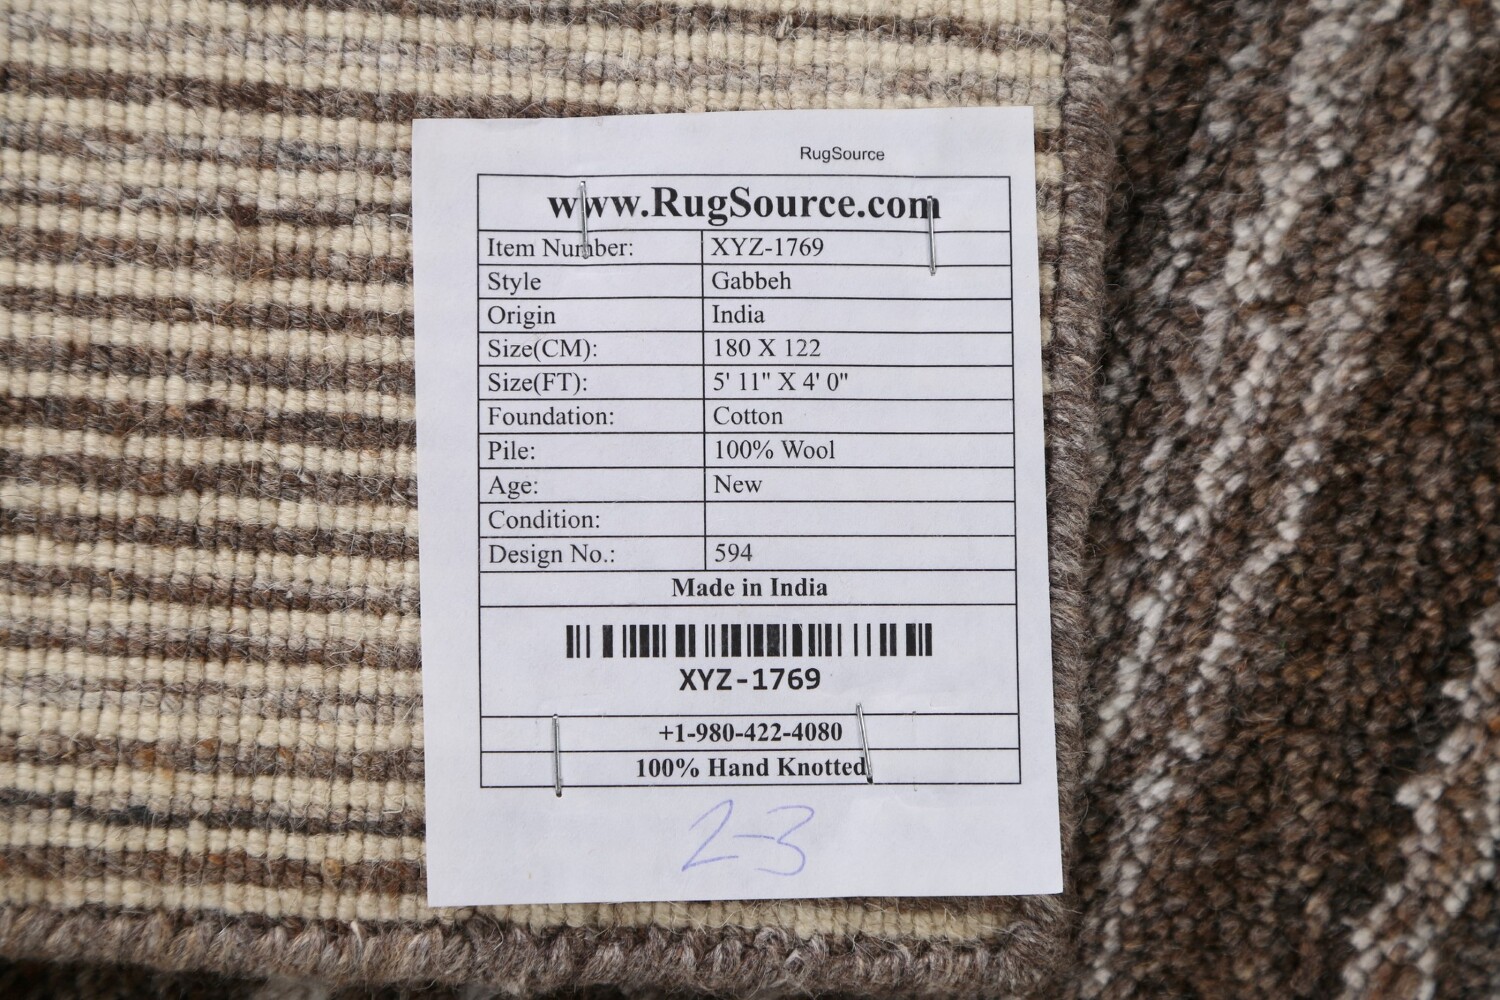 RugSource
www.RugSource.com
Item Number: XYZ-1769
Style Gabbeh
Origin India
Size(CM): 180 X 122
Size(FT): 5' 11" X 4' 0"
Foundation: Cotton
Pile: 100% Wool
Age: New
Condition:
Design No.: 594
Made in India
XYZ-1769
+1-980-422-4080
100% Hand Knotted
2-3